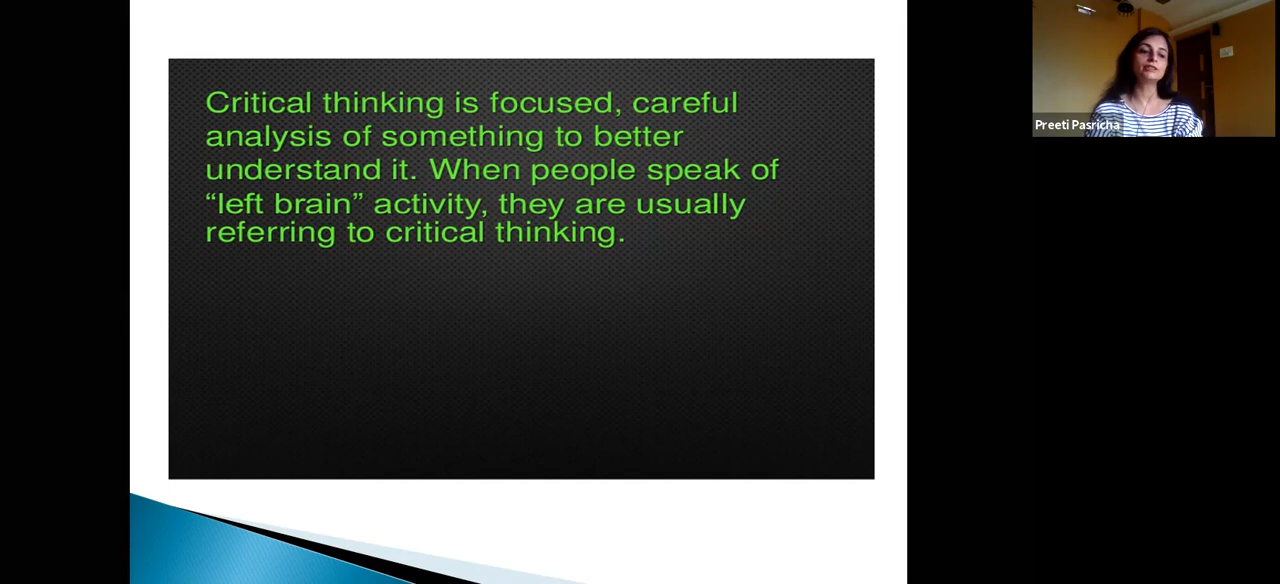 Critical thinking is focused, careful
analysis of something to better
understand it. When people speak of
“left brain” activity, they are usually
referring to critical thinking.
Preeti Pasricha